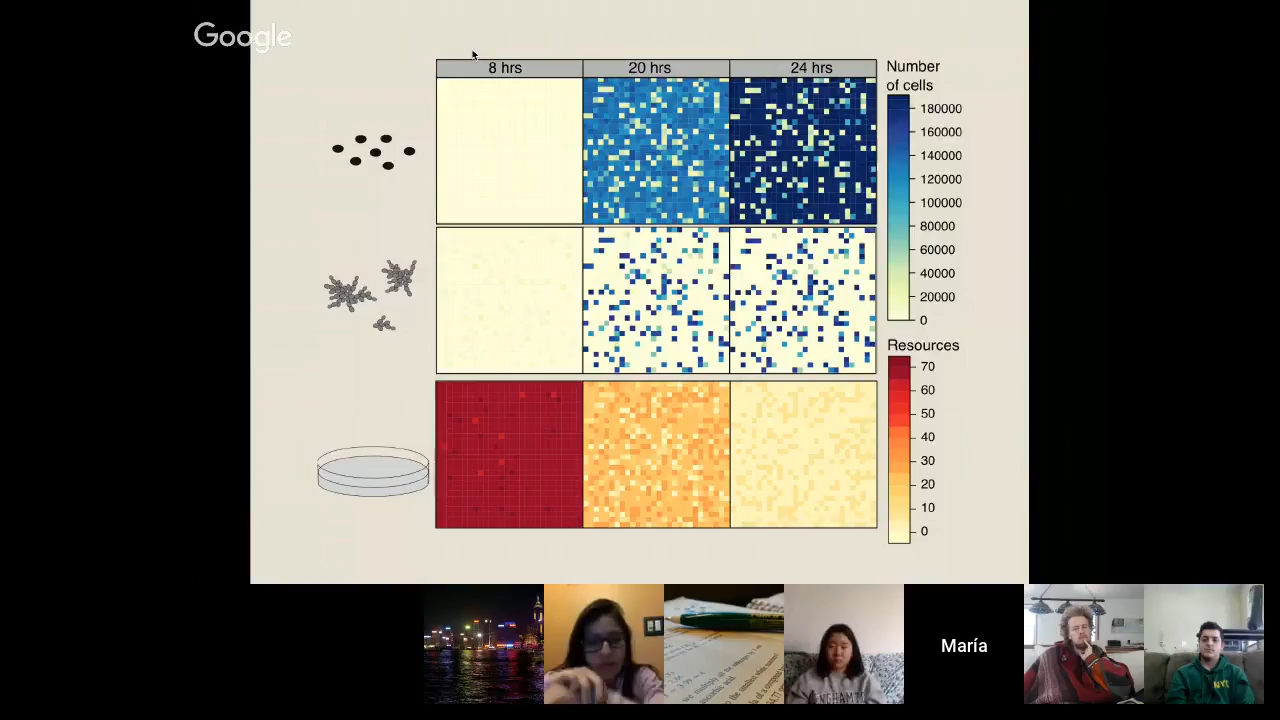 Google
8 hrs 20 hrs 24 hrs
Number
of cells
180000
160000
140000
120000
100000
80000
60000
40000
20000
0
Resources
70
60
50
40
30
20
10
0
María
NYC